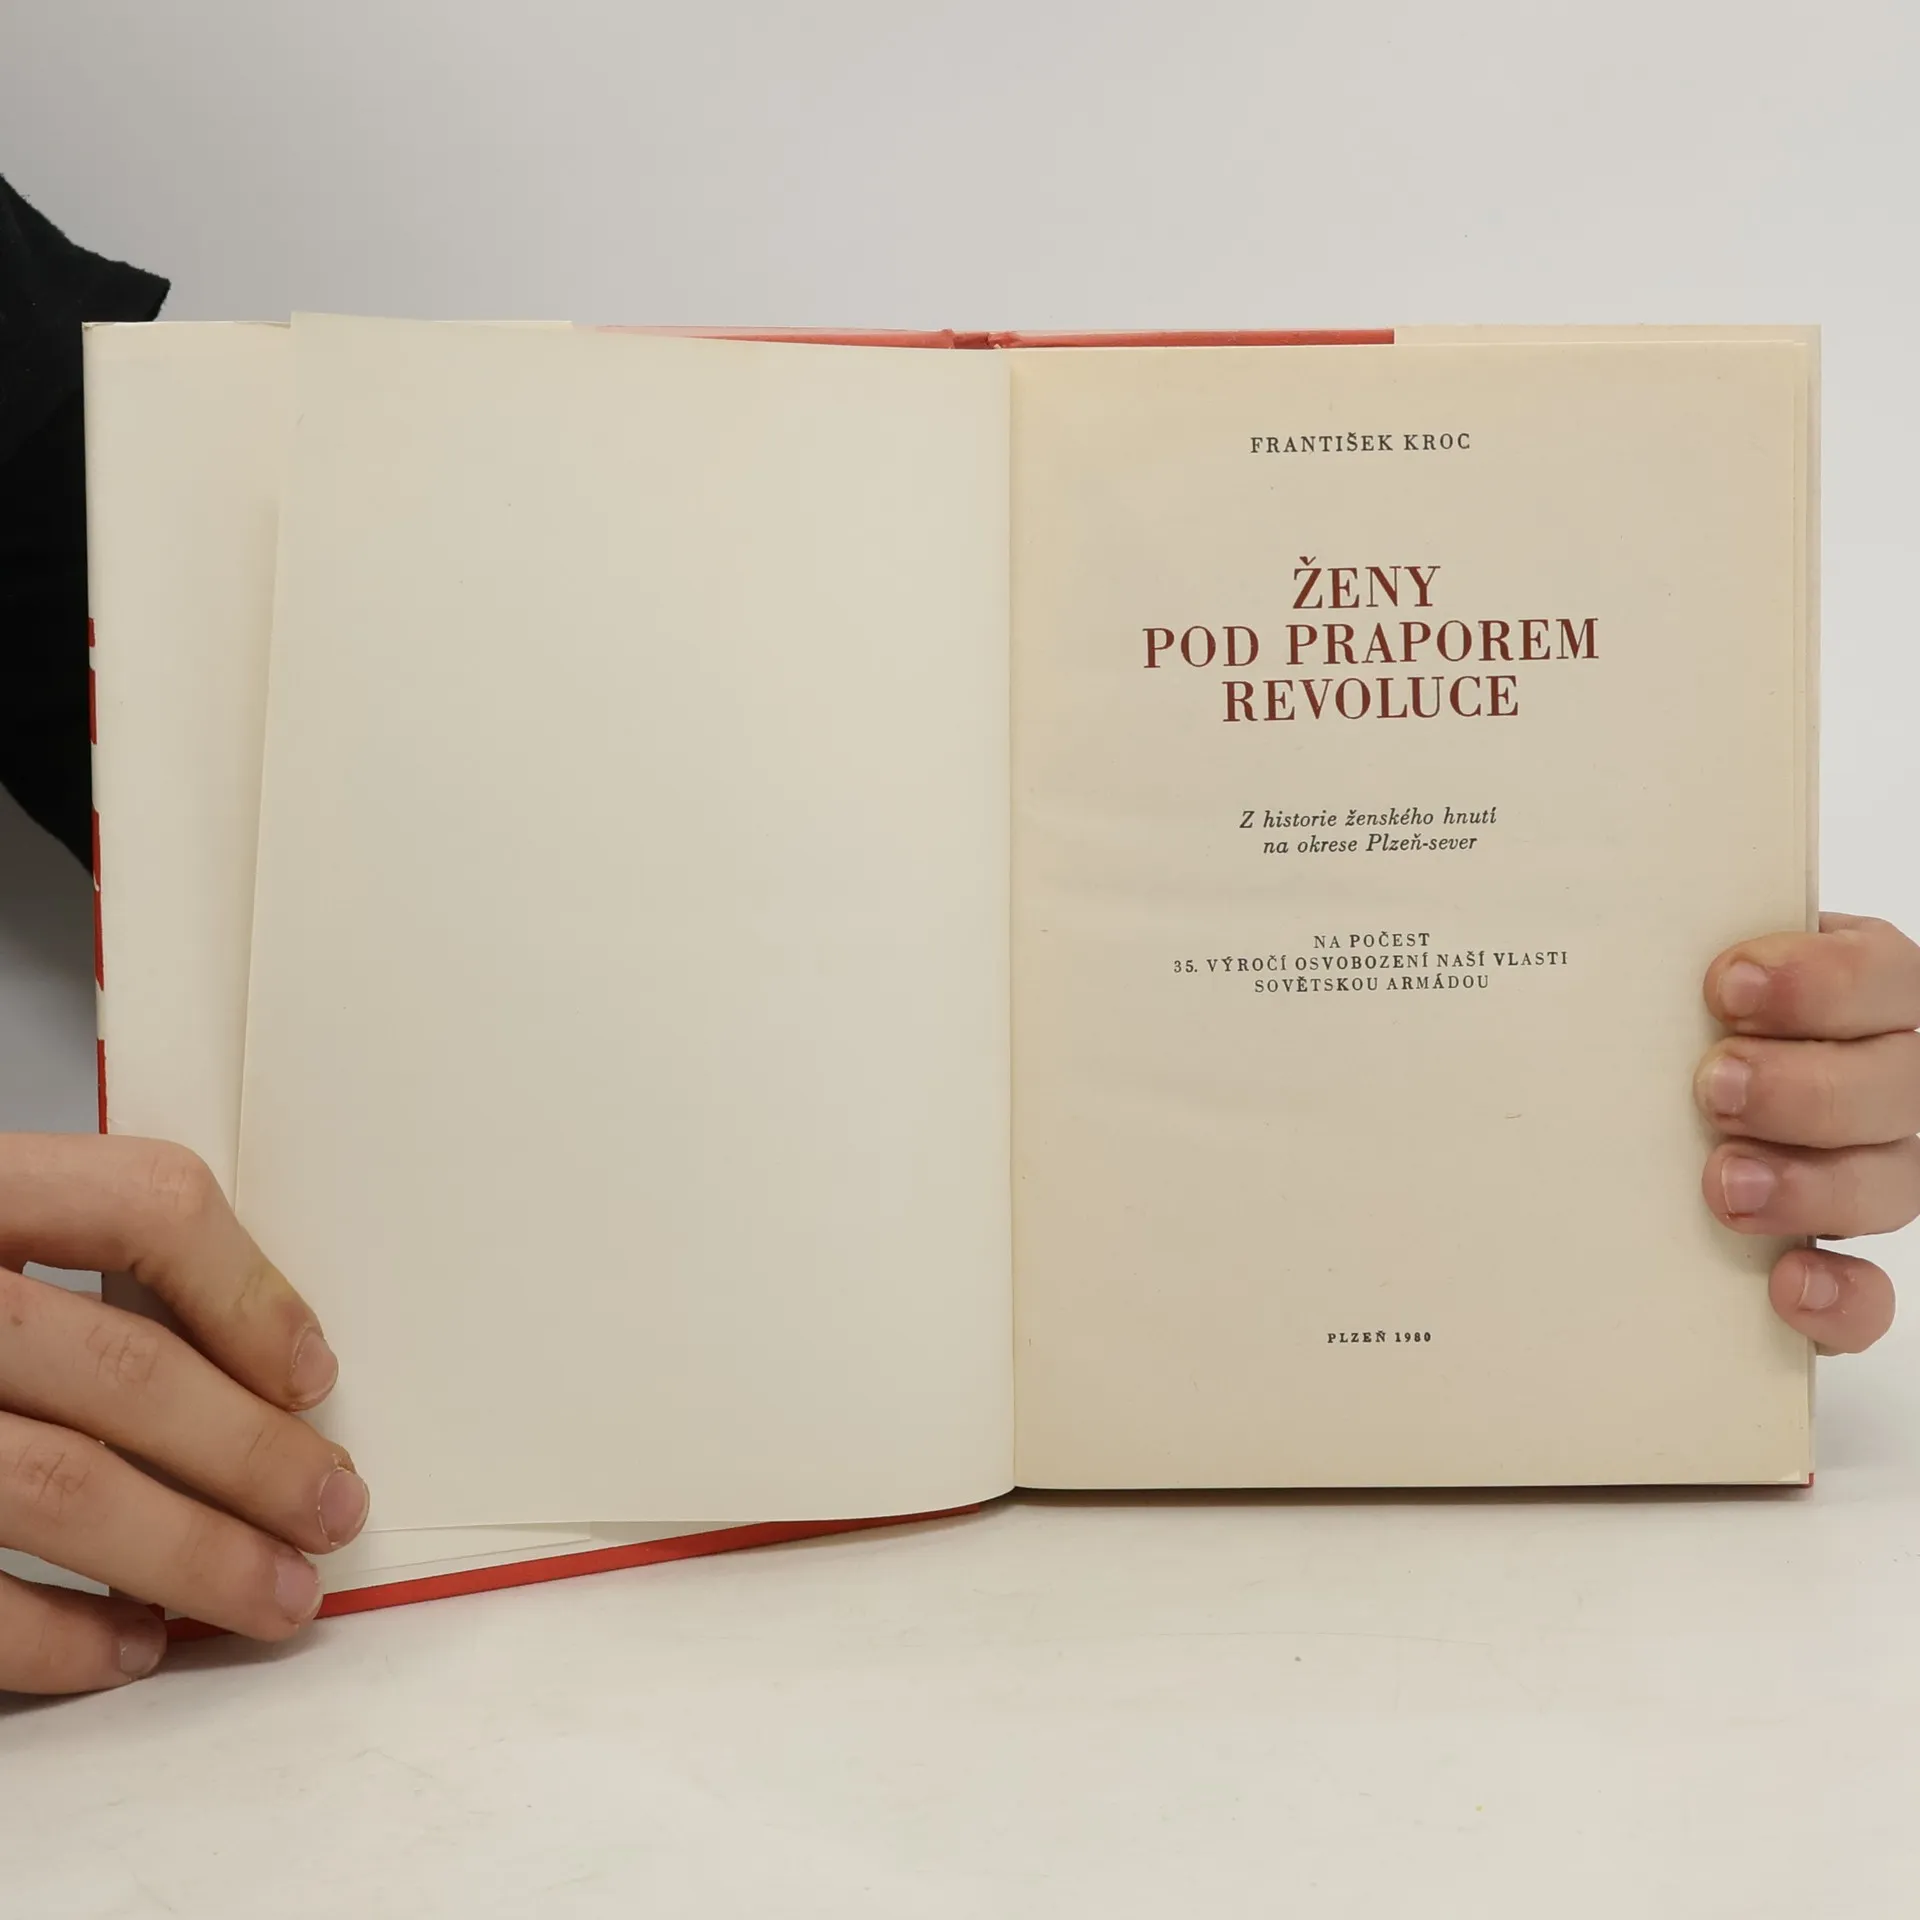 FRANTIŠEK KROC
ŽENY
POD PRAPOREM
REVOLUCE
Z historie ženského hnutí
na okrese Plzeň-sever
NA POČEST
35. VÝROČÍ OSVOBOZENÍ NAŠÍ VLASTI
SOVĚTSKOU ARMÁDOU
PLZEŇ 1980